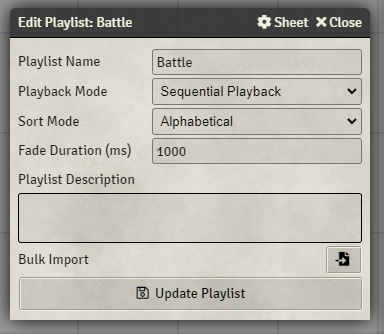 Edit Playlist: Battle Sheet Close
Playlist Name Battle
Playback Mode Sequential Playback
Sort Mode Alphabetical
Fade Duration (ms) 1000
Playlist Description
Bulk Import
Update Playlist